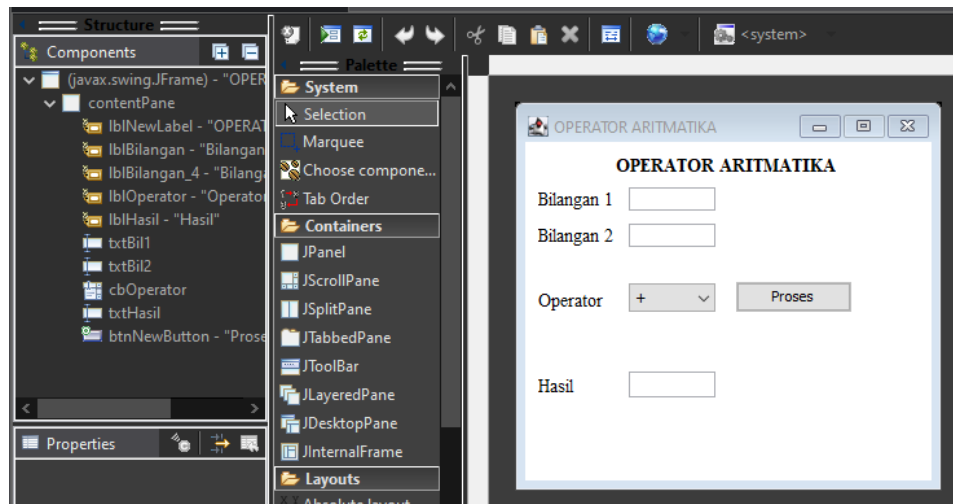 Structure
Components
(javax.swing.JFrame) - "OPER
contentPane
lblNewLabel - "OPERAT
lblBilangan - "Bilangan
lblBilangan_4 - "Bilang
lblOperator - "Operator
lblHasil - "Hasil"
txtBil1
txtBil2
cbOperator
txtHasil
btnNewButton - "Prose
Properties
<system>
Palette
System
Selection
Marquee
Choose compone...
Tab Order
Containers
JPanel
JScrollPane
JSplitPane
JTabbedPane
JToolBar
JLayeredPane
JDesktopPane
JInternalFrame
Layouts
Absolute layout
OPERATOR ARITMATIKA
OPERATOR ARITMATIKA
Bilangan 1
Bilangan 2
Operator + Proses
Hasil